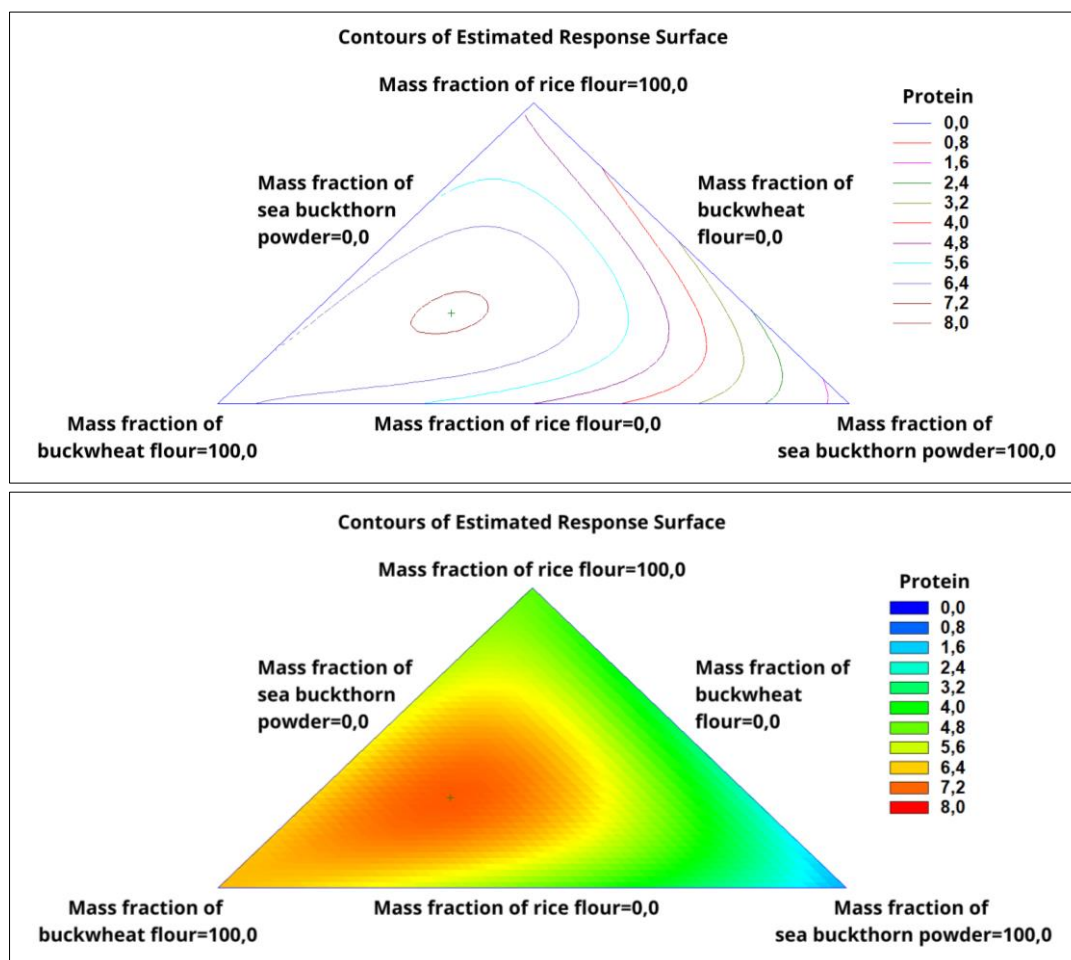 Contours of Estimated Response Surface
Mass fraction of rice flour=100,0
Mass fraction of
sea buckthorn
powder=0,0
Mass fraction of
buckwheat
flour=0,0
Protein
0,0
0,8
1,6
2,4
3,2
4,0
4,8
5,6
6,4
7,2
8,0
Mass fraction of
buckwheat flour=100,0
Mass fraction of rice flour=0,0
Mass fraction of
sea buckthorn powder=100,0
Contours of Estimated Response Surface
Mass fraction of rice flour=100,0
Mass fraction of
sea buckthorn
powder=0,0
Mass fraction of
buckwheat
flour=0,0
Protein
0,0
0,8
1,6
2,4
3,2
4,0
4,8
5,6
6,4
7,2
8,0
Mass fraction of
buckwheat flour=100,0
Mass fraction of rice flour=0,0
Mass fraction of
sea buckthorn powder=100,0